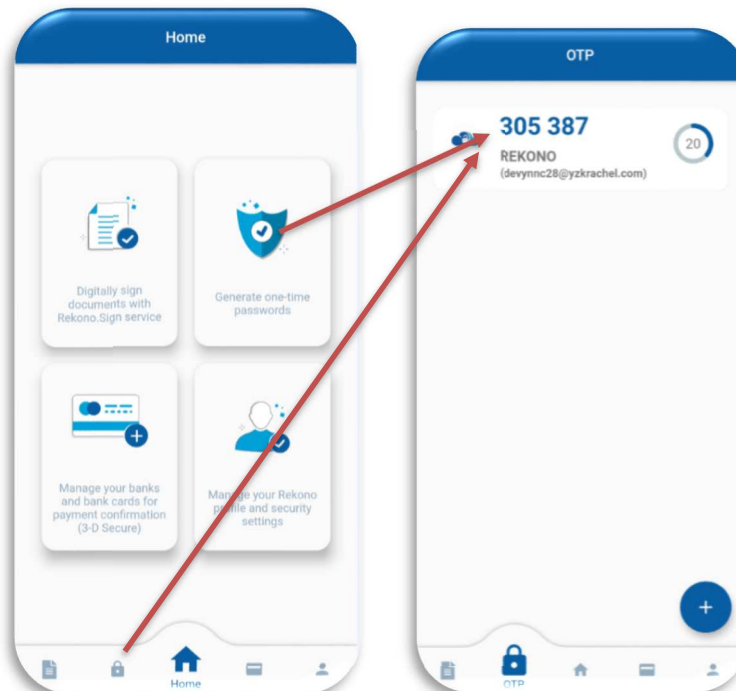 Home
Digitally sign
documents with
Rekono.Sign service
Generate one-time
passwords
Manage your banks
and bank cards for
payment confirmation
(3-D Secure)
Manage your Rekono
profile and security
settings
Home
OTP
305 387
20
REKONO
(devynnc28@yzkrachel.com)
+
OTP